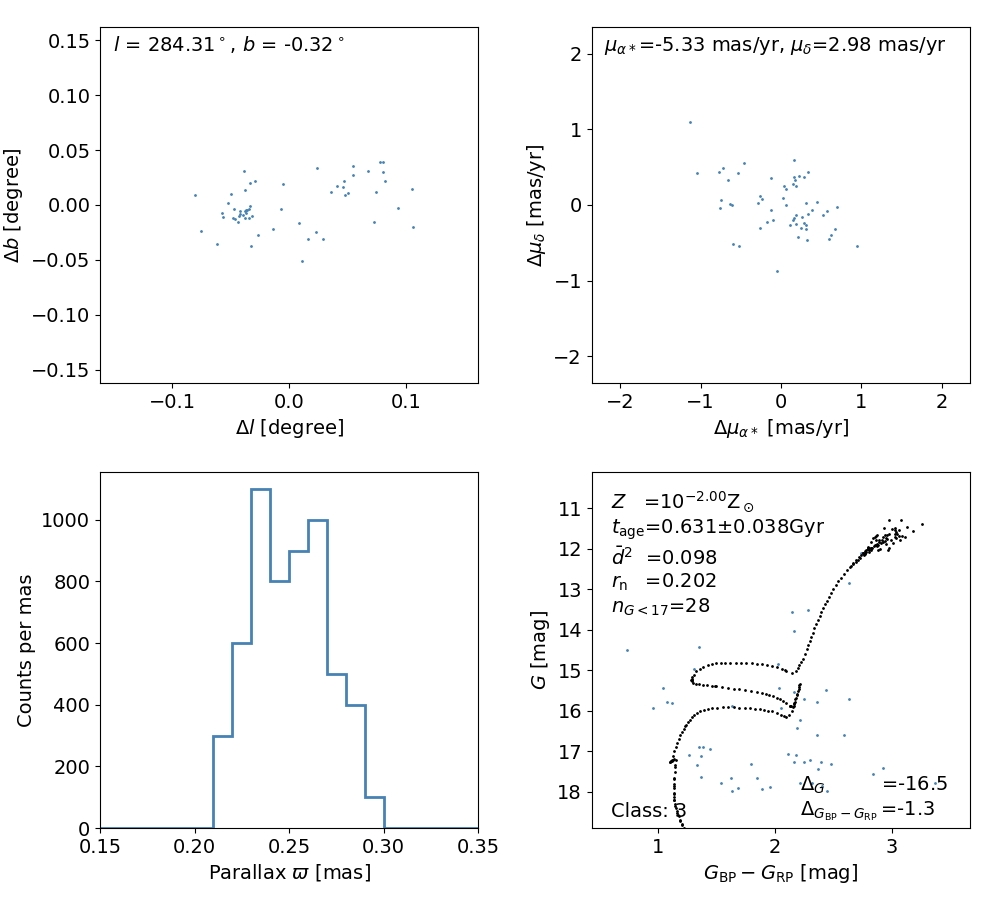 l = 284.31°, b = -0.32°
0.15
0.10
0.05
0.00
−0.05
−0.10
−0.15
Δb [degree]
−0.1
0.0
0.1
Δl [degree]
μα*=-5.33 mas/yr, μδ=2.98 mas/yr
2
1
0
−1
−2
Δμδ [mas/yr]
−2
−1
0
1
2
Δμα* [mas/yr]
1000
800
600
400
200
0
Counts per mas
0.15
0.20
0.25
0.30
0.35
Parallax ϖ [mas]
Z =10^−2.00 Z⊙
t_age=0.631±0.038Gyr
d̄² =0.098
r_n =0.202
n_G<17=28
11
12
13
14
15
16
17
18
G [mag]
Δ_G =-16.5
Class: 3
Δ_GBP−GRP =-1.3
1
2
3
G_BP − G_RP [mag]